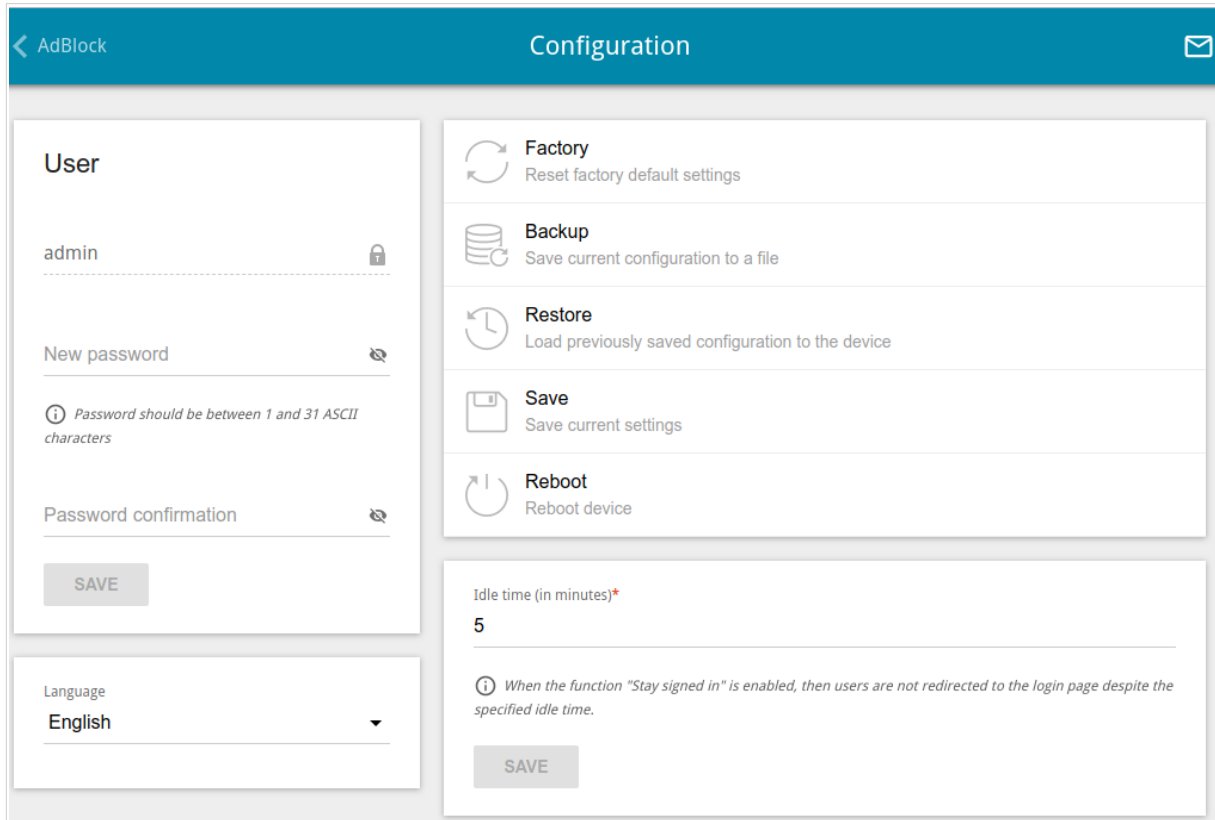 AdBlock
Configuration
User
admin
New password
Password should be between 1 and 31 ASCII
characters
Password confirmation
SAVE
Language
English
Factory
Reset factory default settings
Backup
Save current configuration to a file
Restore
Load previously saved configuration to the device
Save
Save current settings
Reboot
Reboot device
Idle time (in minutes)*
5
When the function "Stay signed in" is enabled, then users are not redirected to the login page despite the
specified idle time.
SAVE